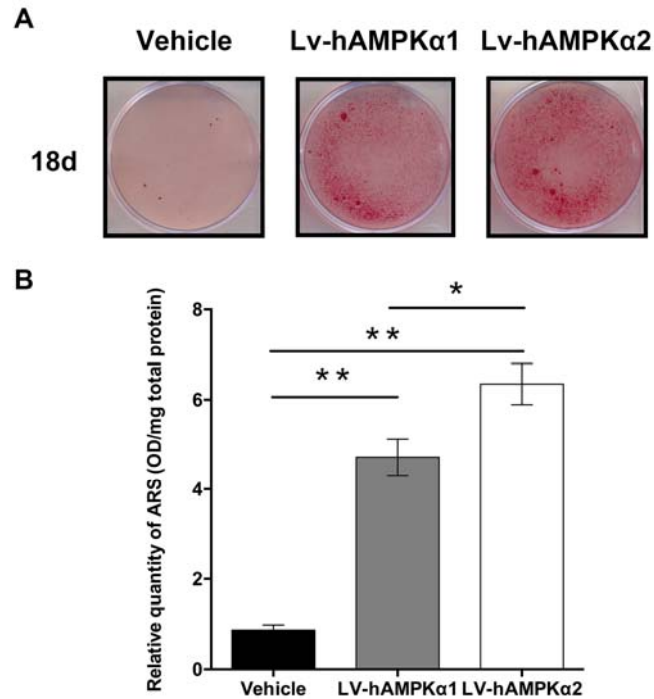 A
Vehicle Lv-hAMPKα1 Lv-hAMPKα2
18d
B
Relative quantity of ARS (OD/mg total protein)
8
6
4
2
0
*
**
**
Vehicle LV-hAMPKα1 LV-hAMPKα2